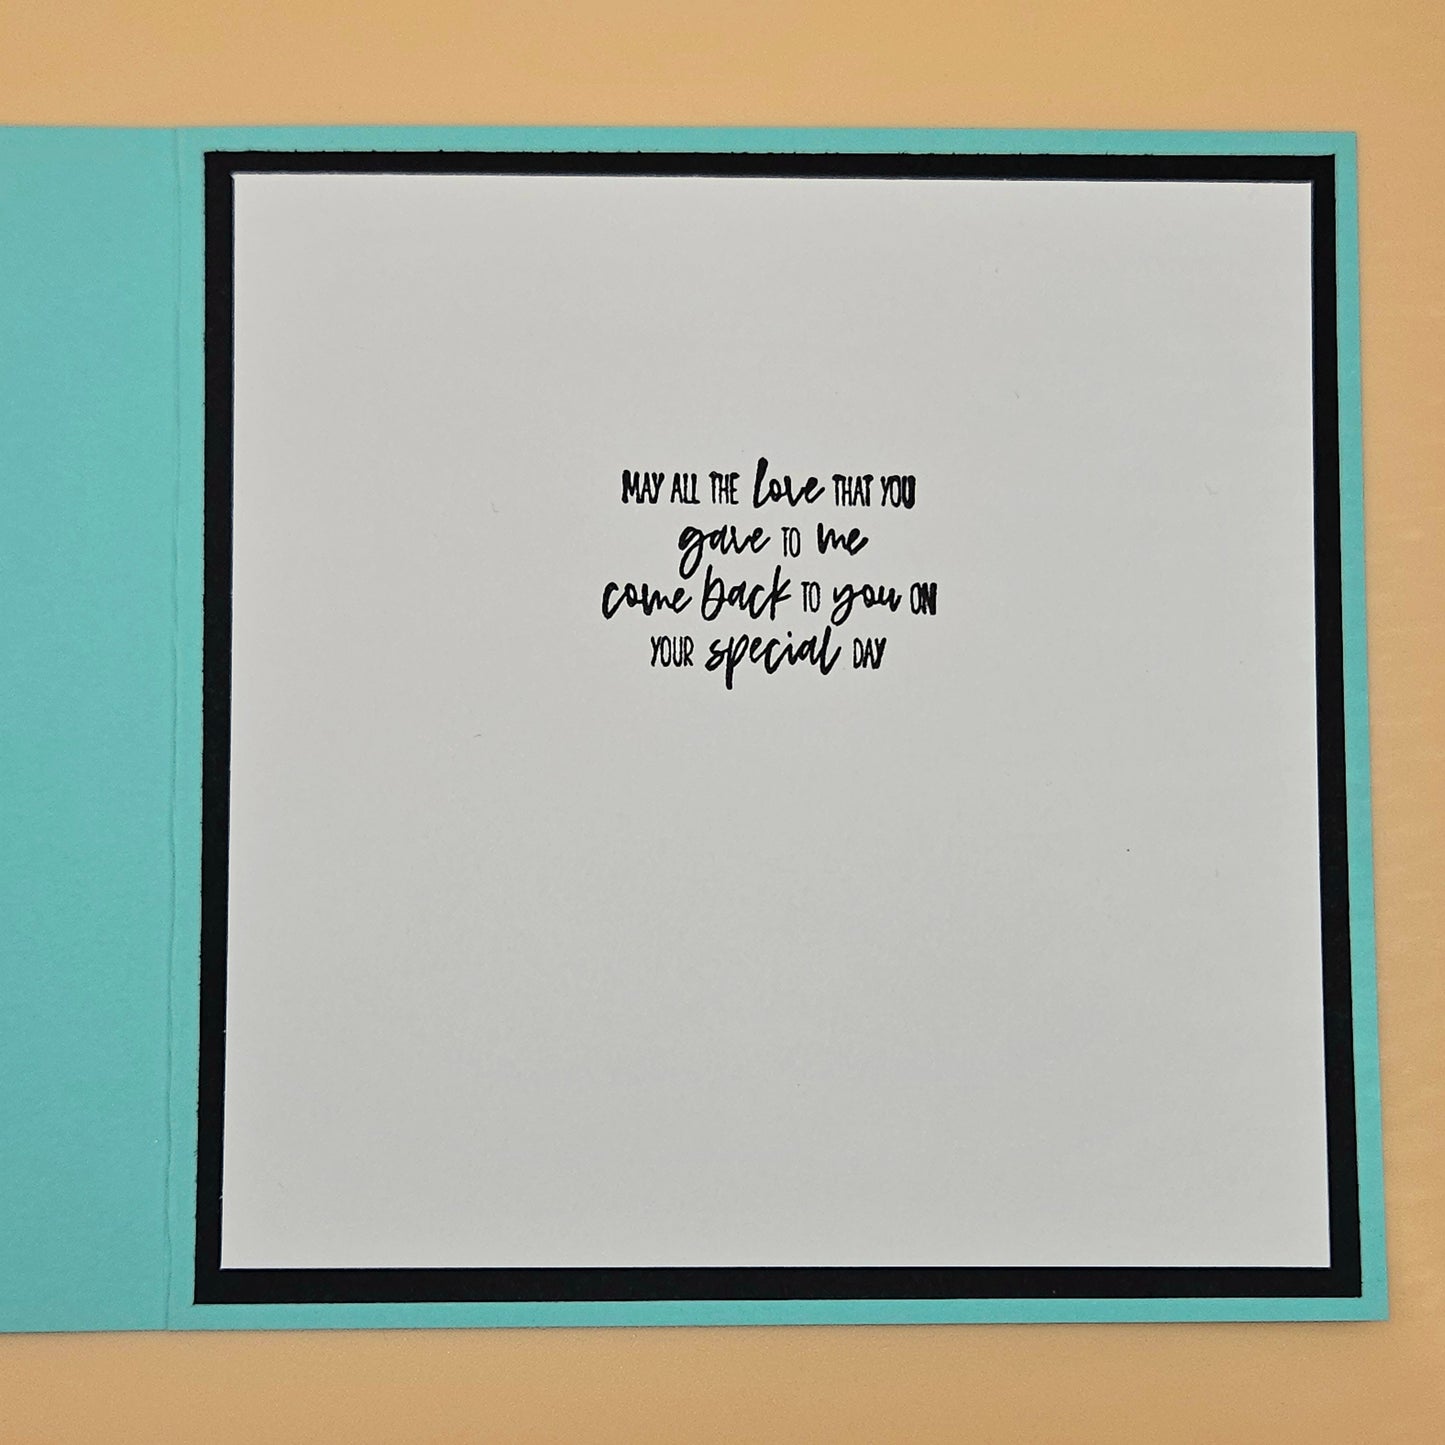 MAY ALL THE love THAT YOU
gave TO me
come back TO you ON
YOUR special DAY